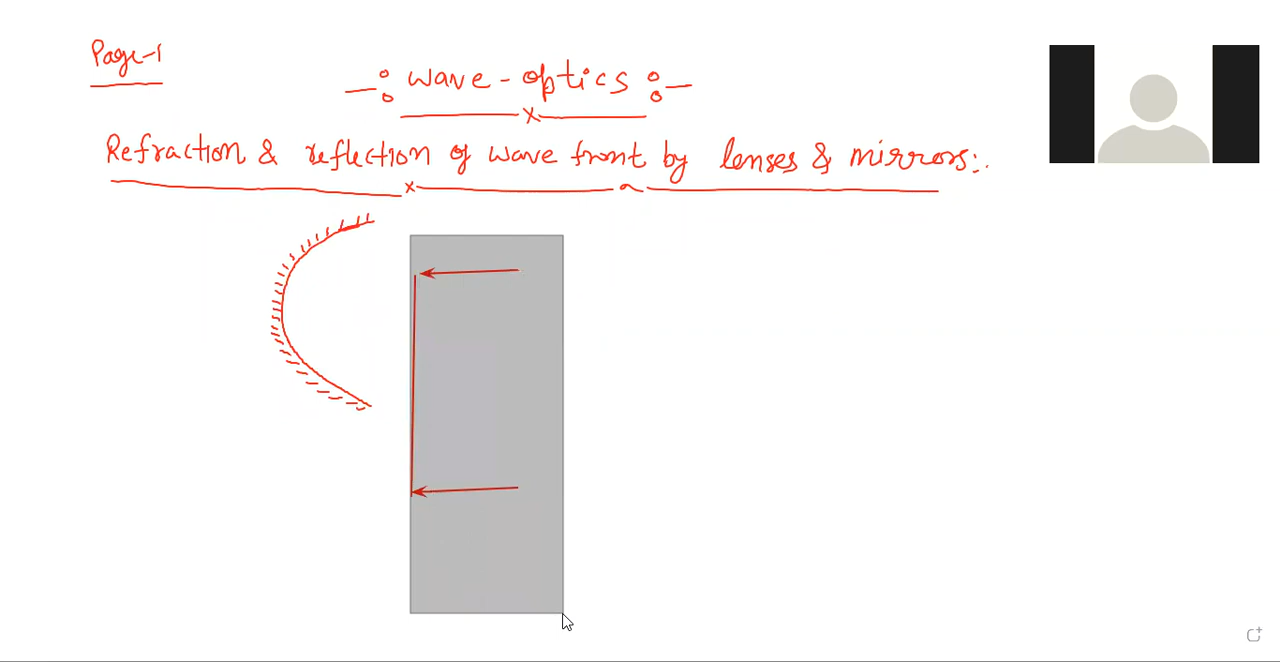 Page-1
—: wave-optics :—
Refraction & reflection of wave front by lenses & mirrors:.